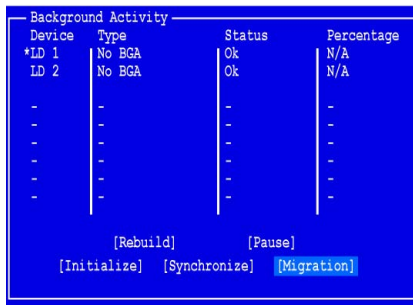 Background Activity
Device Type Status Percentage
*LD 1 No BGA Ok N/A
LD 2 No BGA Ok N/A
- - - -
- - - -
- - - -
- - - -
- - - -
- - - -
[Rebuild] [Pause]
[Initialize] [Synchronize] [Migration]